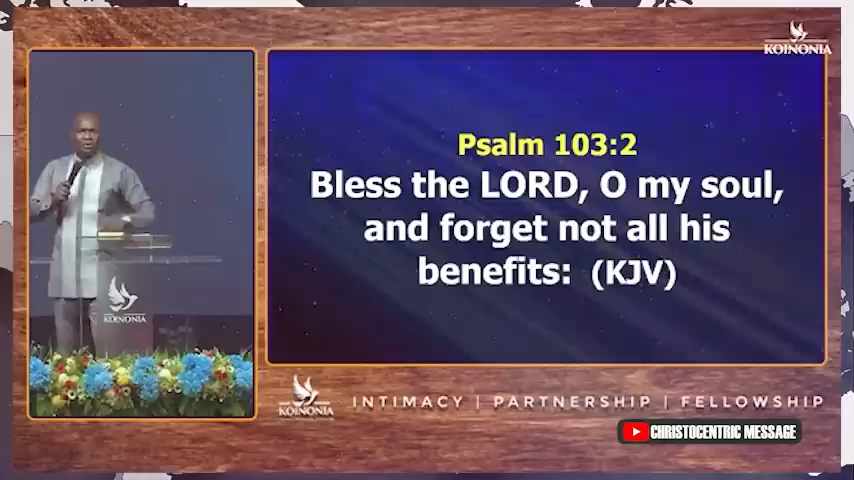 KOINONIA
Psalm 103:2
Bless the LORD, O my soul,
and forget not all his
benefits: (KJV)
KOINONIA
KOINONIA
INTIMACY | PARTNERSHIP | FELLOWSHIP
CHRISTOCENTRIC MESSAGE